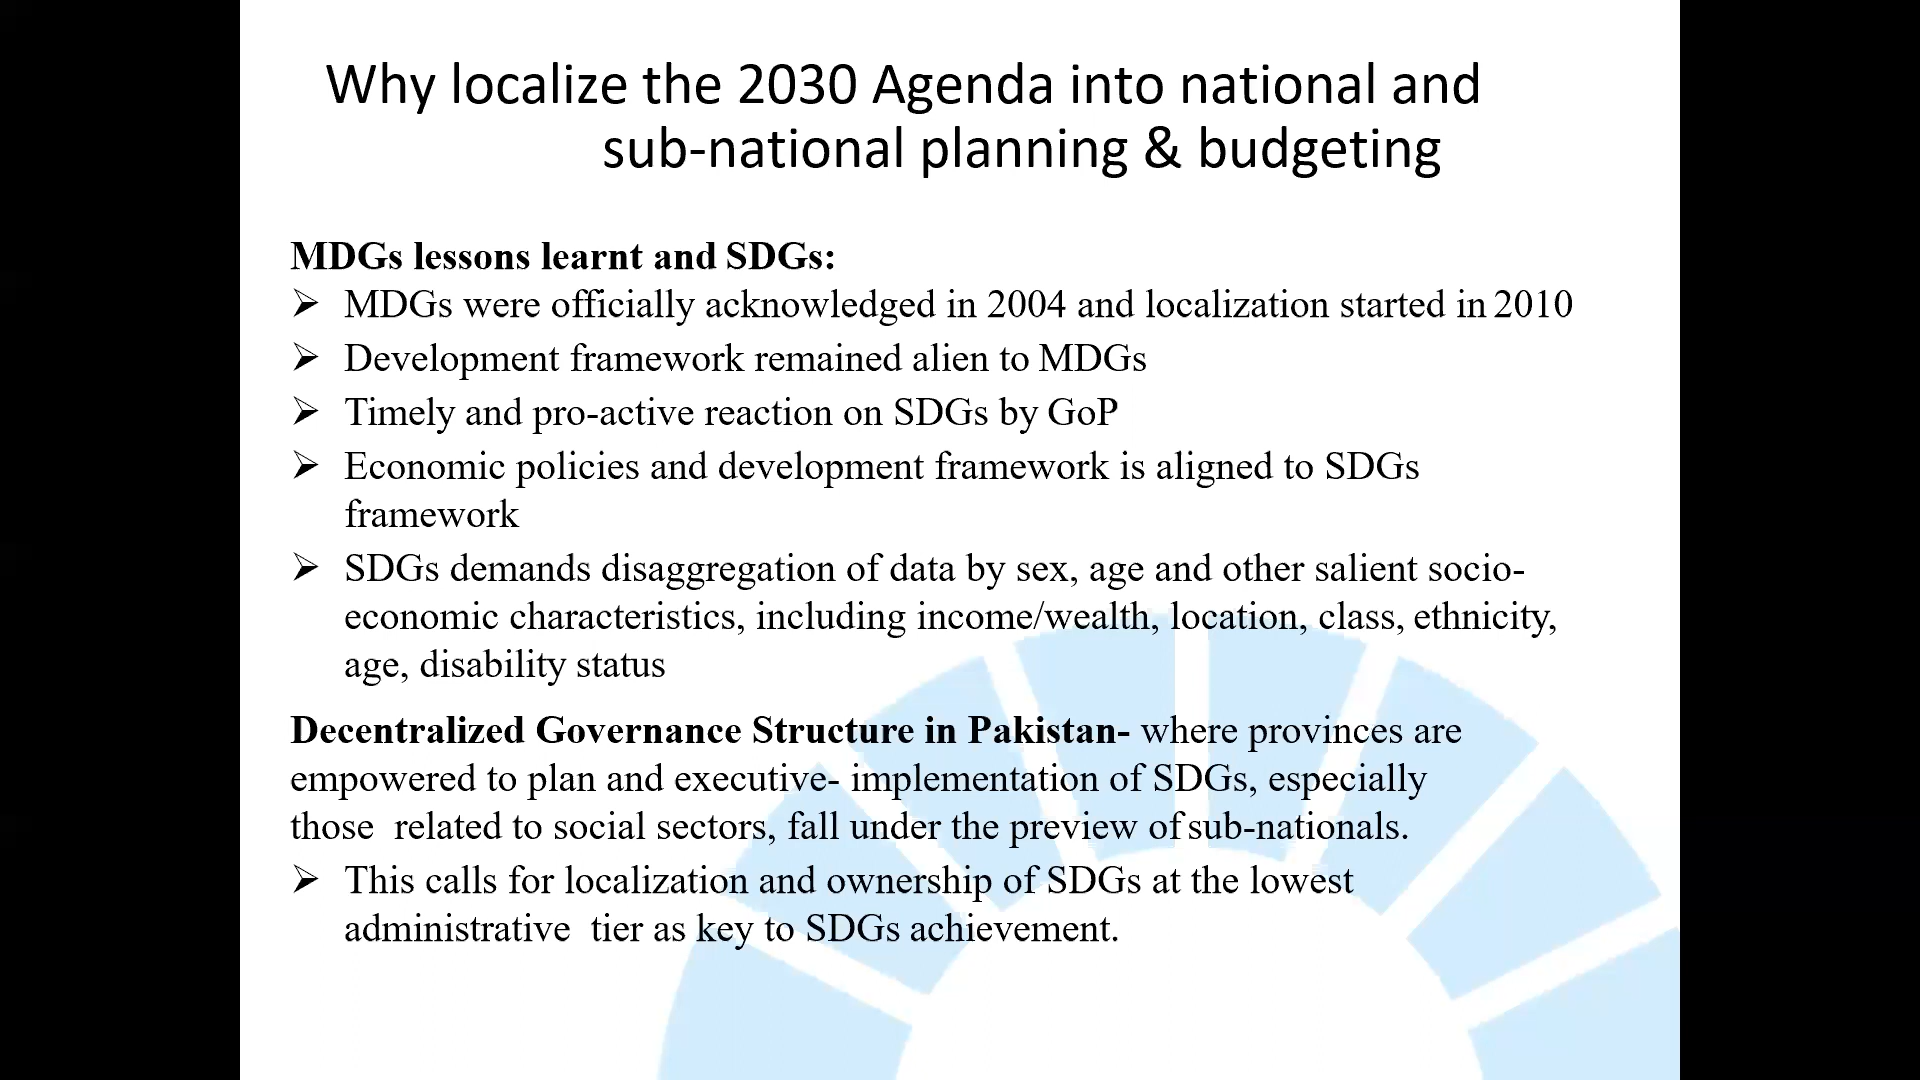 Why localize the 2030 Agenda into national and
sub-national planning & budgeting
MDGs lessons learnt and SDGs:
➢ MDGs were officially acknowledged in 2004 and localization started in 2010
➢ Development framework remained alien to MDGs
➢ Timely and pro-active reaction on SDGs by GoP
➢ Economic policies and development framework is aligned to SDGs
framework
➢ SDGs demands disaggregation of data by sex, age and other salient socio-
economic characteristics, including income/wealth, location, class, ethnicity,
age, disability status
Decentralized Governance Structure in Pakistan- where provinces are
empowered to plan and executive- implementation of SDGs, especially
those related to social sectors, fall under the preview of sub-nationals.
➢ This calls for localization and ownership of SDGs at the lowest
administrative tier as key to SDGs achievement.